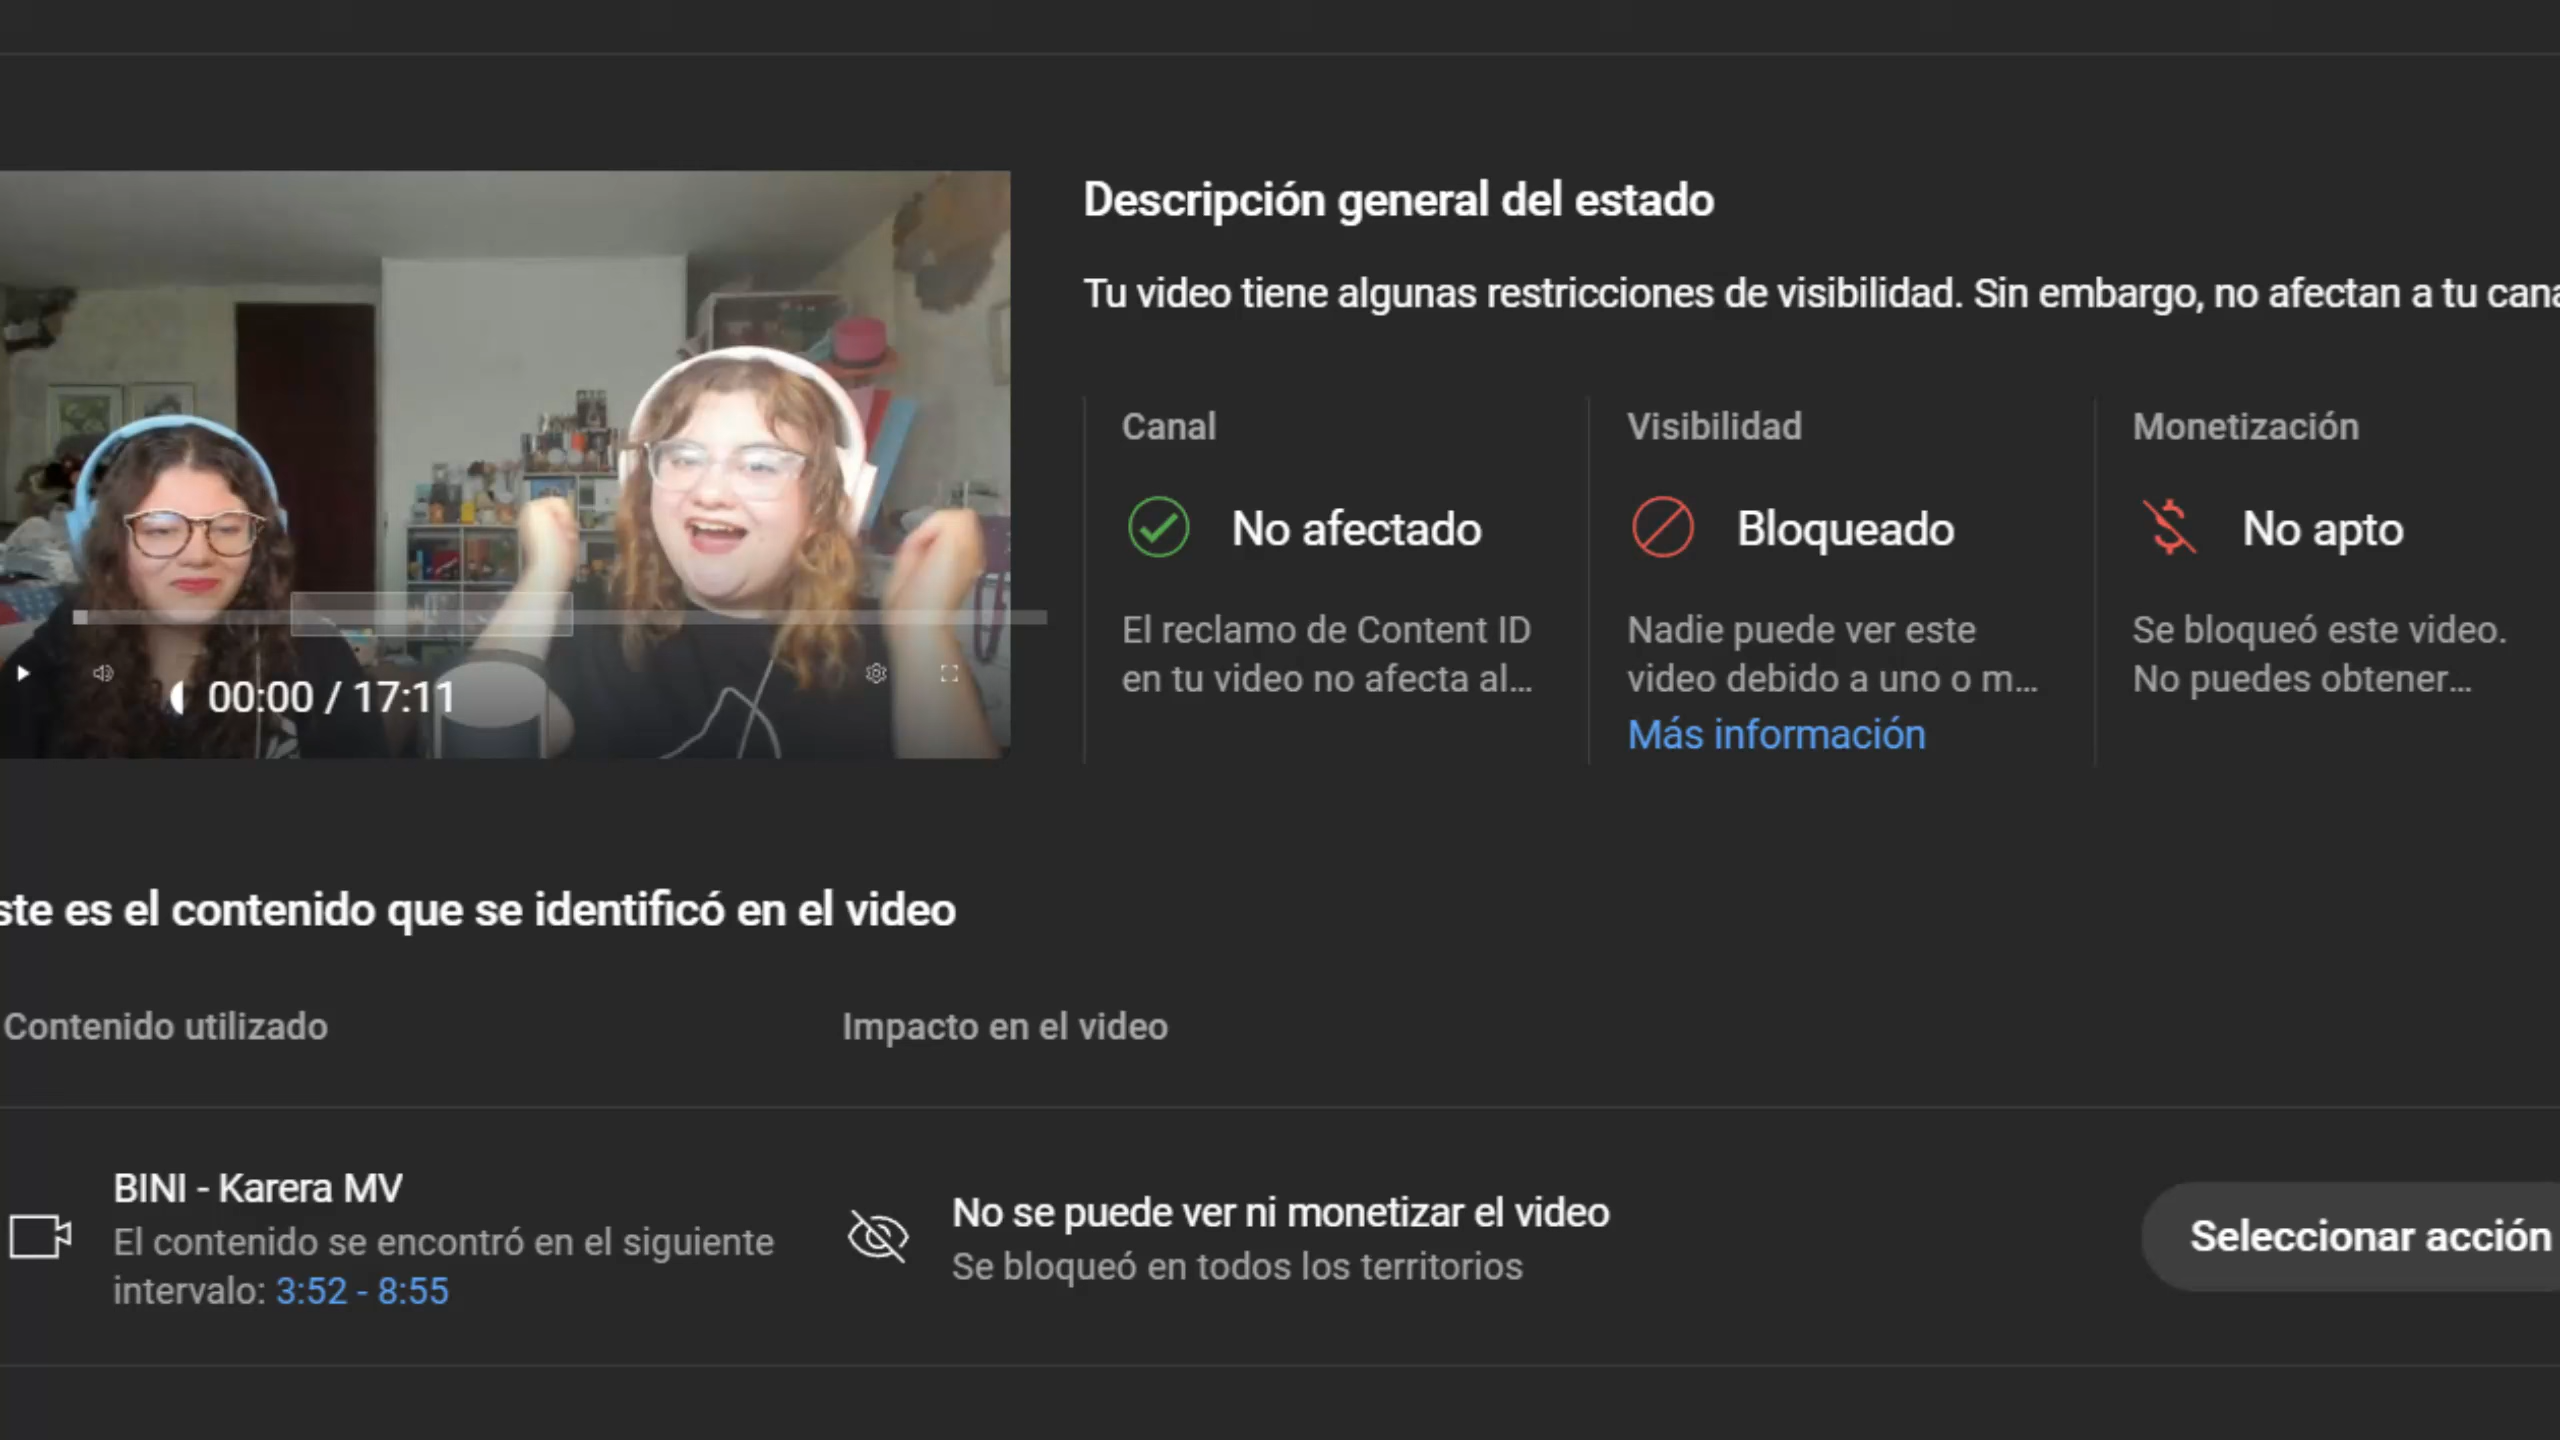 Descripción general del estado
Tu video tiene algunas restricciones de visibilidad. Sin embargo, no afectan a tu
Canal
No afectado
El reclamo de Content ID
en tu video no afecta al...
Visibilidad
Bloqueado
Nadie puede ver este
video debido a uno o m...
Más información
Monetización
No apto
Se bloqueó este video.
No puedes obtener...
00:00 / 17:11
ste es el contenido que se identificó en el video
Contenido utilizado
Impacto en el video
BINI - Karera MV
El contenido se encontró en el siguiente
intervalo: 3:52 - 8:55
No se puede ver ni monetizar el video
Se bloqueó en todos los territorios
Seleccionar acción